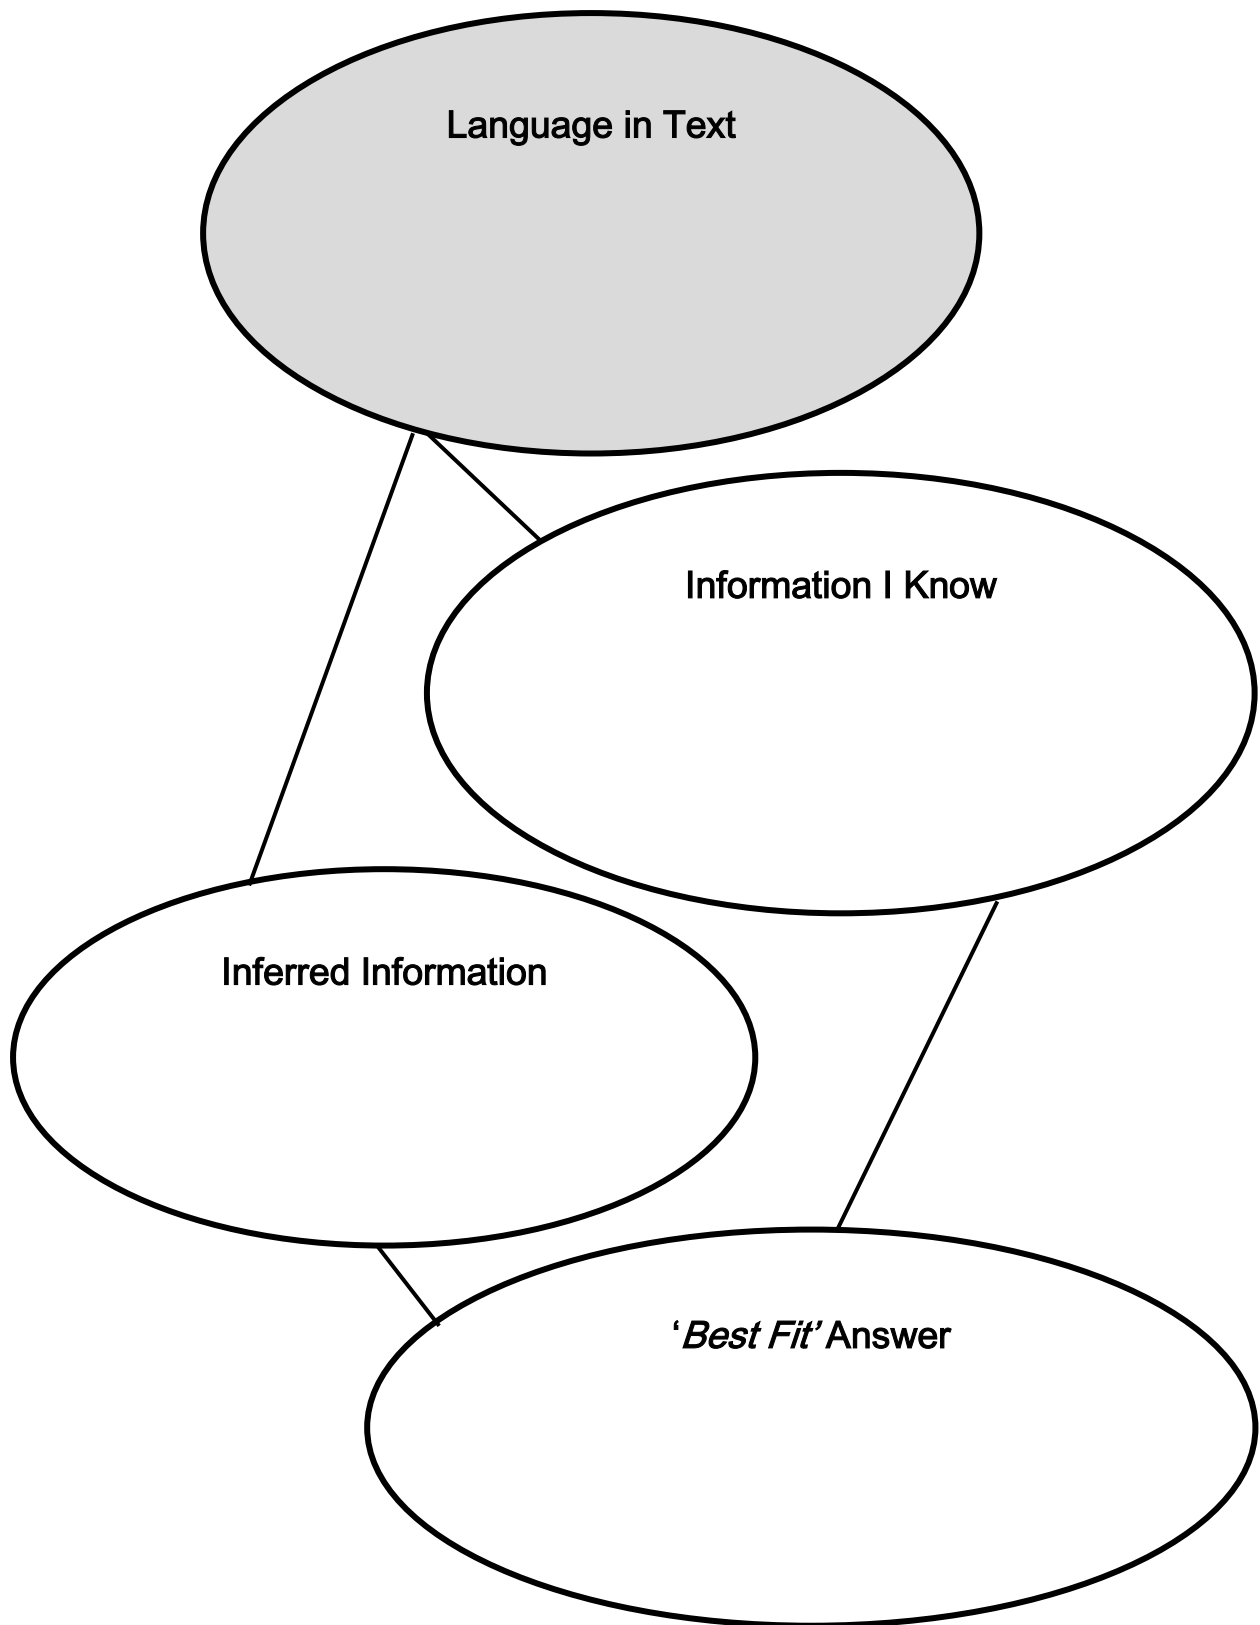 Language in Text
Information I Know
Inferred Information
‘Best Fit’ Answer